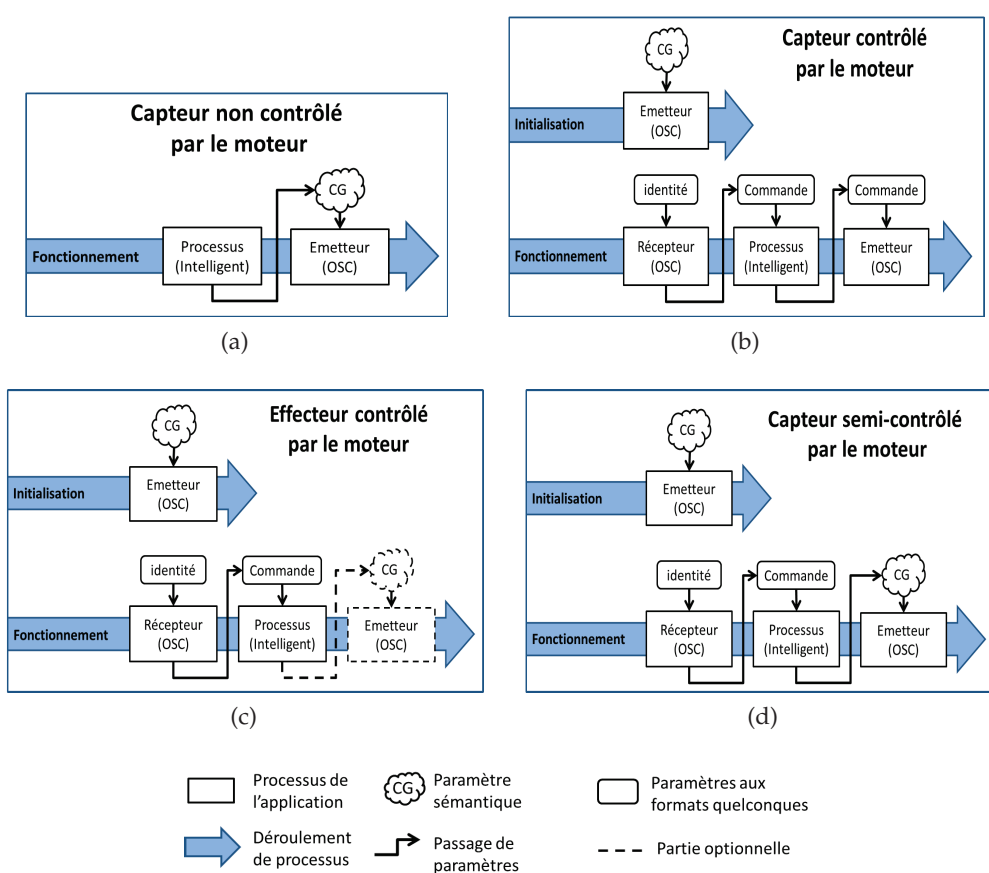 Capteur non contrôlé
par le moteur
CG
Fonctionnement
Processus
(Intelligent)
Emetteur
(OSC)
(a)
Capteur contrôlé
par le moteur
CG
Initialisation
Emetteur
(OSC)
identité
Commande
Commande
Fonctionnement
Récepteur
(OSC)
Processus
(Intelligent)
Emetteur
(OSC)
(b)
Effecteur contrôlé
par le moteur
CG
Initialisation
Emetteur
(OSC)
identité
Commande
CG
Fonctionnement
Récepteur
(OSC)
Processus
(Intelligent)
Emetteur
(OSC)
(c)
Capteur semi-contrôlé
par le moteur
CG
Initialisation
Emetteur
(OSC)
identité
Commande
CG
Fonctionnement
Récepteur
(OSC)
Processus
(Intelligent)
Emetteur
(OSC)
(d)
Processus de
l'application
CG
Paramètre
sémantique
Paramètres aux
formats quelconques
Déroulement
de processus
Passage de
paramètres
Partie optionnelle